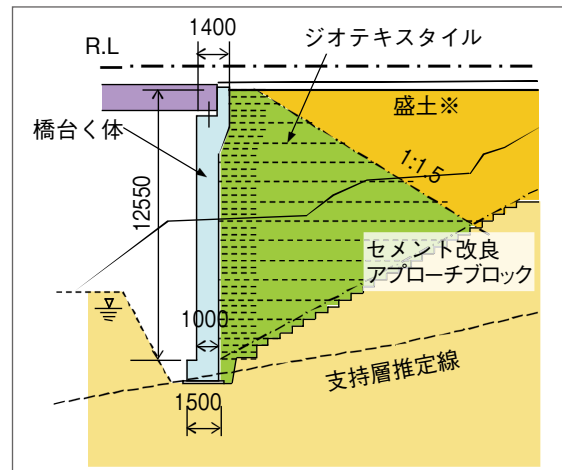 1400
ジオテキスタイル
R.L
盛土※
橋台く体
1:1.5
12550
セメント改良
アプローチブロック
1000
支持層推定線
1500